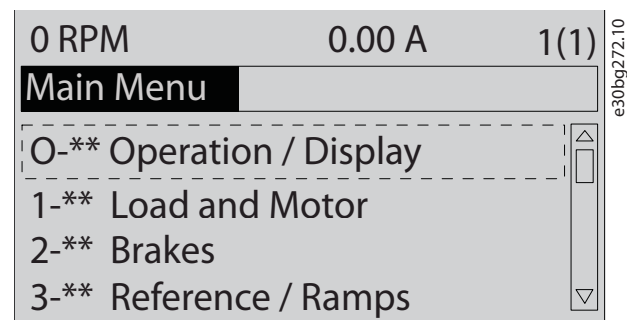 0 RPM 0.00 A 1(1)
Main Menu
O-** Operation / Display
1-** Load and Motor
2-** Brakes
3-** Reference / Ramps
e30bg272.10